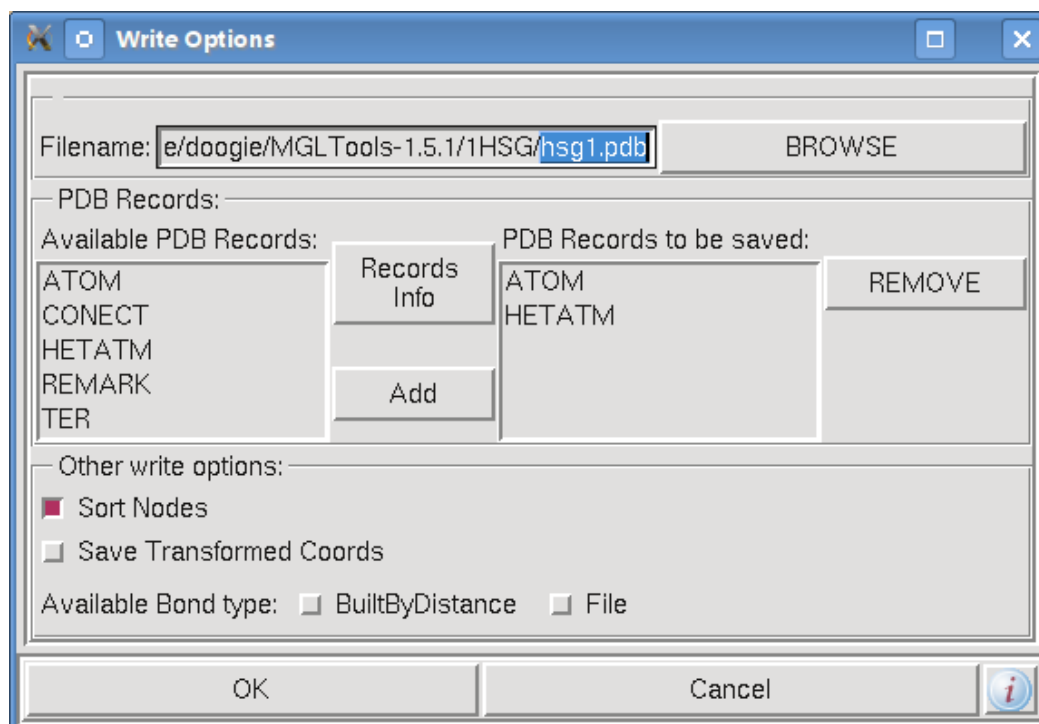 Write Options
Filename: e/doogie/MGLTools-1.5.1/1HSG/hsg1.pdb BROWSE
PDB Records:
Available PDB Records:
ATOM
CONECT
HETATM
REMARK
TER
Records
Info
Add
PDB Records to be saved:
ATOM
HETATM
REMOVE
Other write options:
Sort Nodes
Save Transformed Coords
Available Bond type: BuiltByDistance File
OK Cancel i